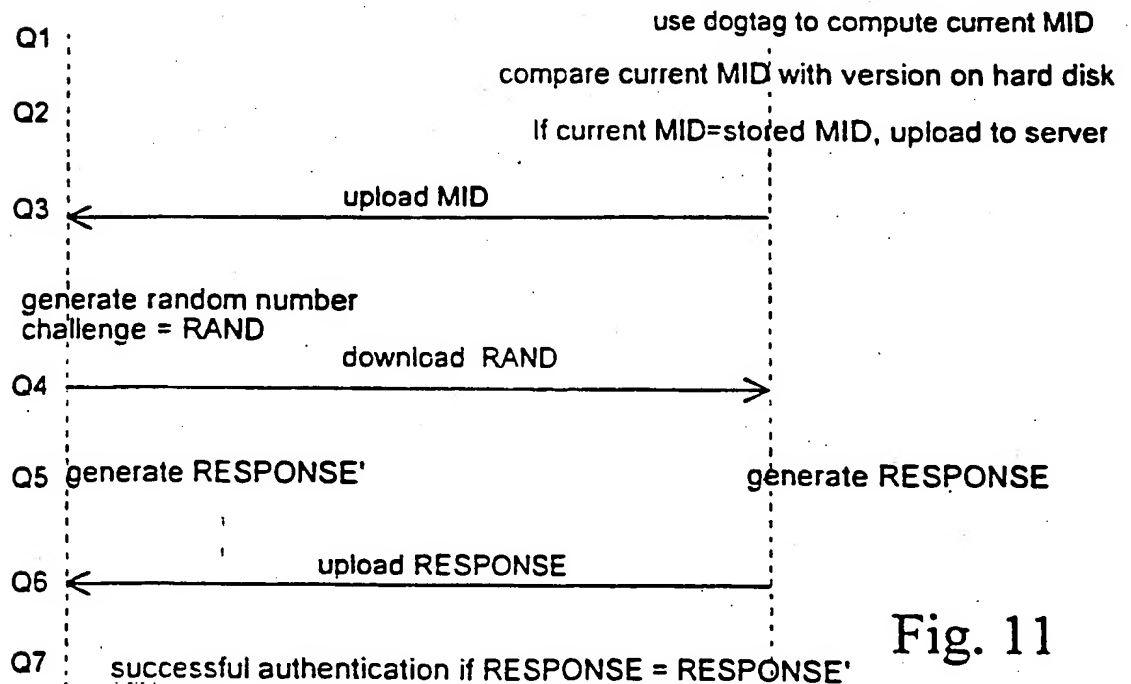 use dogtag to compute current MID
Q1
compare current MID with version on hard disk
Q2
If current MID=stored MID, upload to server
upload MID
Q3
generate random number
challenge = RAND
download RAND
Q4
Q5 generate RESPONSE' generate RESPONSE
upload RESPONSE
Q6
Fig. 11
Q7 successful authentication if RESPONSE = RESPONSE'